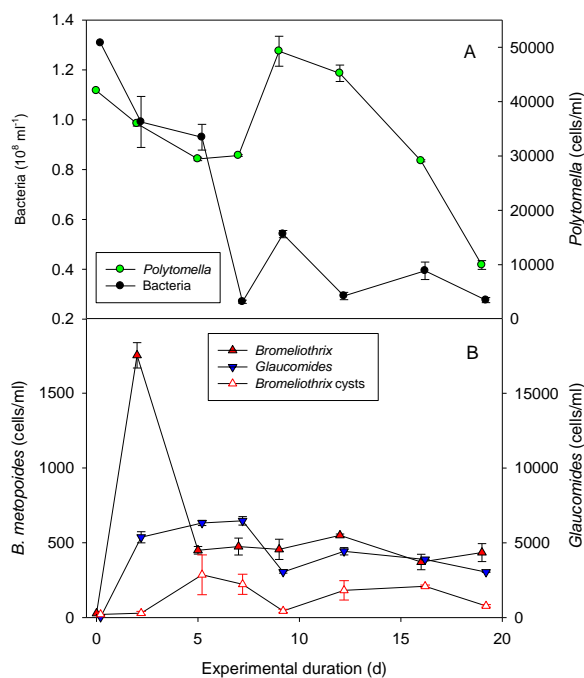 A
Bacteria (10⁸ ml⁻¹)
1.4
1.2
1.0
0.8
0.6
0.4
0.2
50000
40000
30000
20000
10000
0
Polytomella (cells/ml)
Polytomella
Bacteria
B
B. metopoides (cells/ml)
1500
1000
500
0
15000
10000
5000
0
Glaucomides (cells/ml)
Bromeliothrix
Glaucomides
Bromeliothrix cysts
0 5 10 15 20
Experimental duration (d)